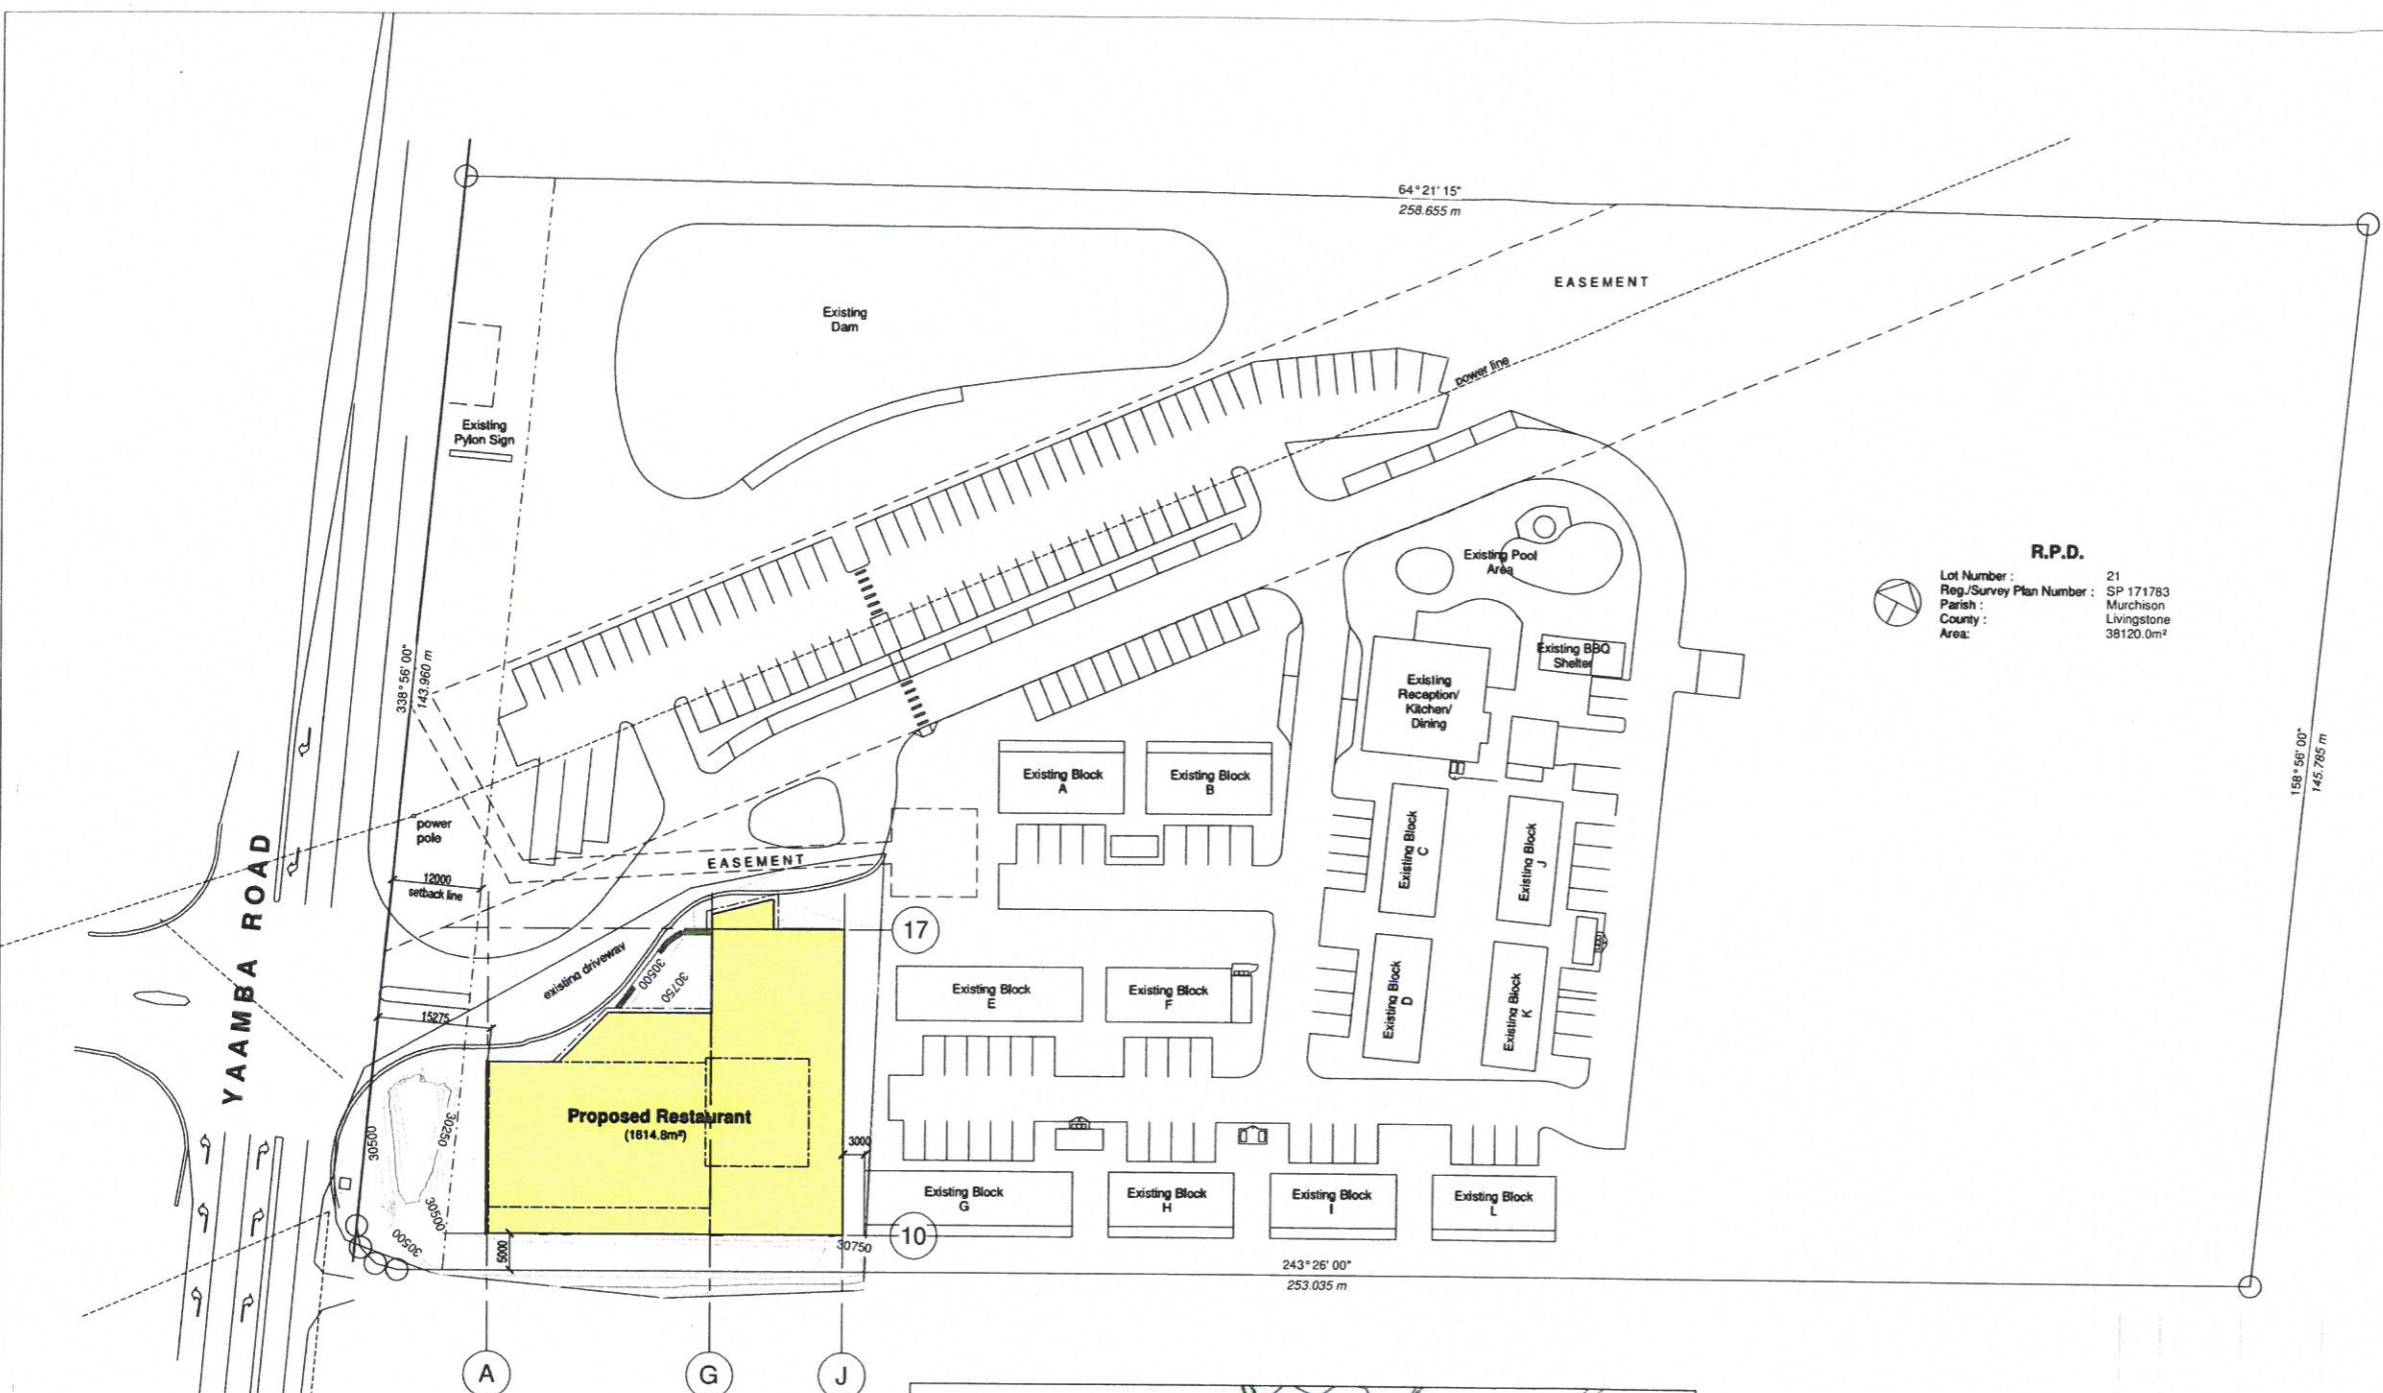 64°21'15"
258.655 m
EASEMENT
Existing
Dam
power line
Existing
Pylon Sign
Existing Pool
Area
R.P.D.
Lot Number : 21
Reg./Survey Plan Number : SP 171783
Parish : Murchison
County : Livingstone
Area: 38120.0m²
338°56'00"
143.960 m
Existing BBQ
Shelter
Existing
Reception/
Kitchen/
Dining
158°56'00"
145.785 m
Existing Block
A
Existing Block
B
power
pole
Existing Block
C
Existing Block
J
EASEMENT
12000
setback line
YAAMBA ROAD
17
existing driveway
30500
30750
Existing Block
E
Existing Block
F
Existing Block
D
Existing Block
K
15275
Proposed Restaurant
(1614.8m²)
30500
30250
3000
30500
30500
Existing Block
G
Existing Block
H
Existing Block
I
Existing Block
L
10
5000
30750
243°26'00"
253.035 m
A
G
J